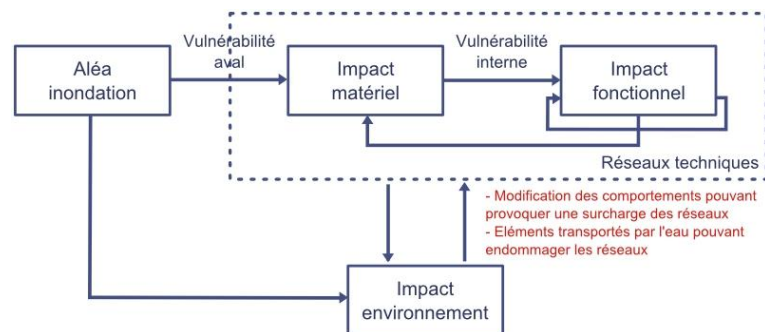 Aléa
inondation
Vulnérabilité
aval
Impact
matériel
Vulnérabilité
interne
Impact
fonctionnel
Réseaux techniques
- Modification des comportements pouvant
provoquer une surcharge des réseaux
- Eléments transportés par l'eau pouvant
endommager les réseaux
Impact
environnement